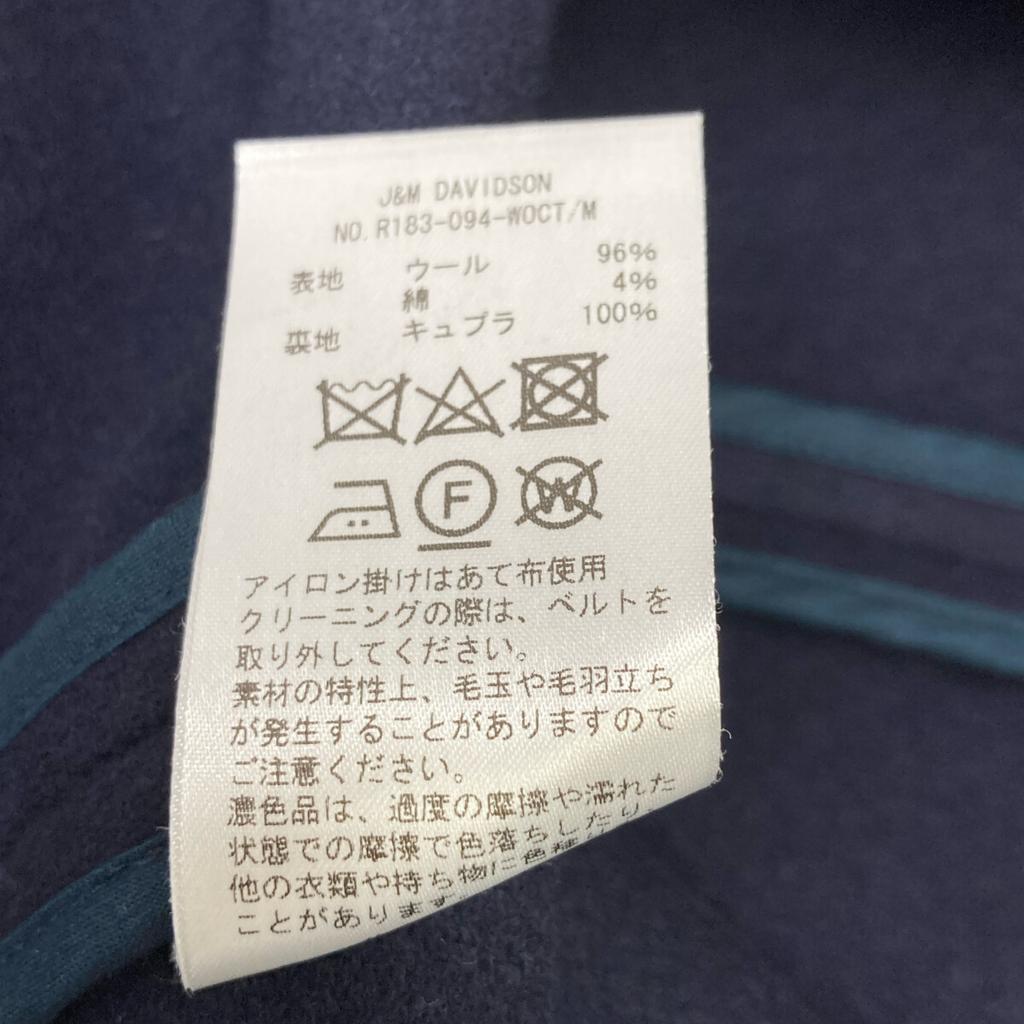 J&M DAVIDSON
NO.R183-094-WOCT/M
表地 ウール 96%
綿 4%
裏地 キュプラ 100%
F
W
アイロン掛けはあて布使用
クリーニングの際は、ベルトを
取り外してください。
素材の特性上、毛玉や毛羽立ち
が発生することがありますので
ご注意ください。
濃色品は、過度の摩擦や濡れた
状態での摩擦で色落ちしたり
他の衣類や持ち物に色
ことがあります